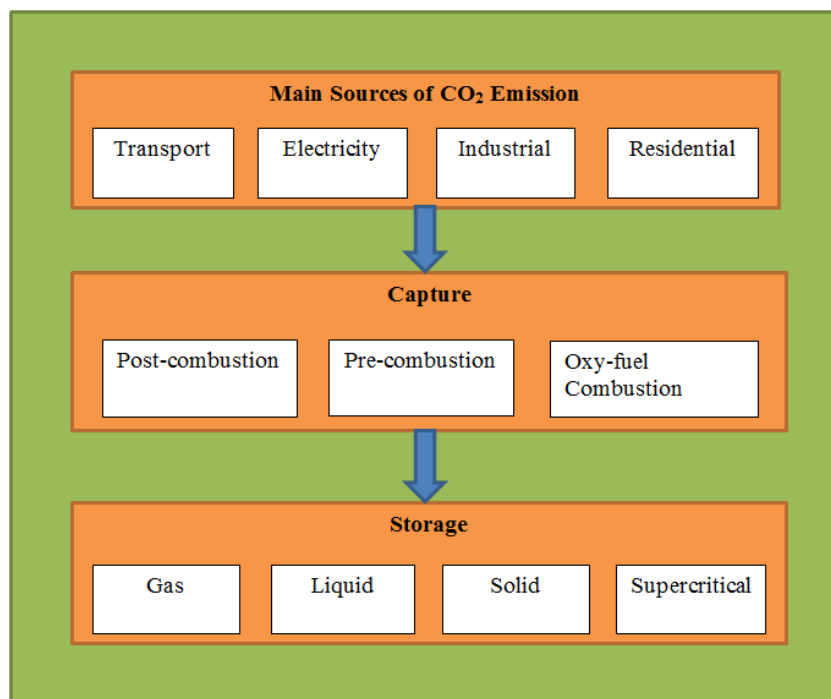 Main Sources of CO₂ Emission
Transport
Electricity
Industrial
Residential
Capture
Post-combustion
Pre-combustion
Oxy-fuel
Combustion
Storage
Gas
Liquid
Solid
Supercritical